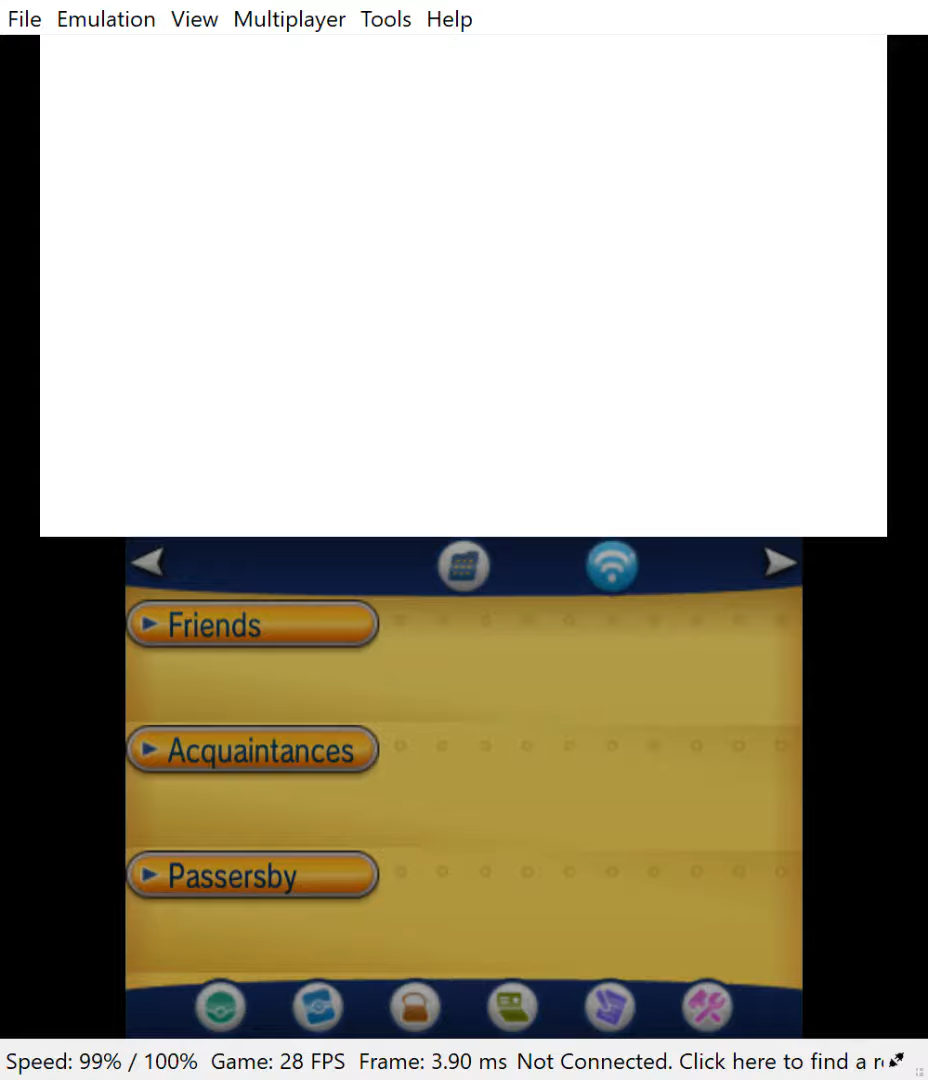 File Emulation View Multiplayer Tools Help
Friends
Acquaintances
Passersby
Speed: 99% / 100% Game: 28 FPS Frame: 3.90 ms Not Connected. Click here to find a